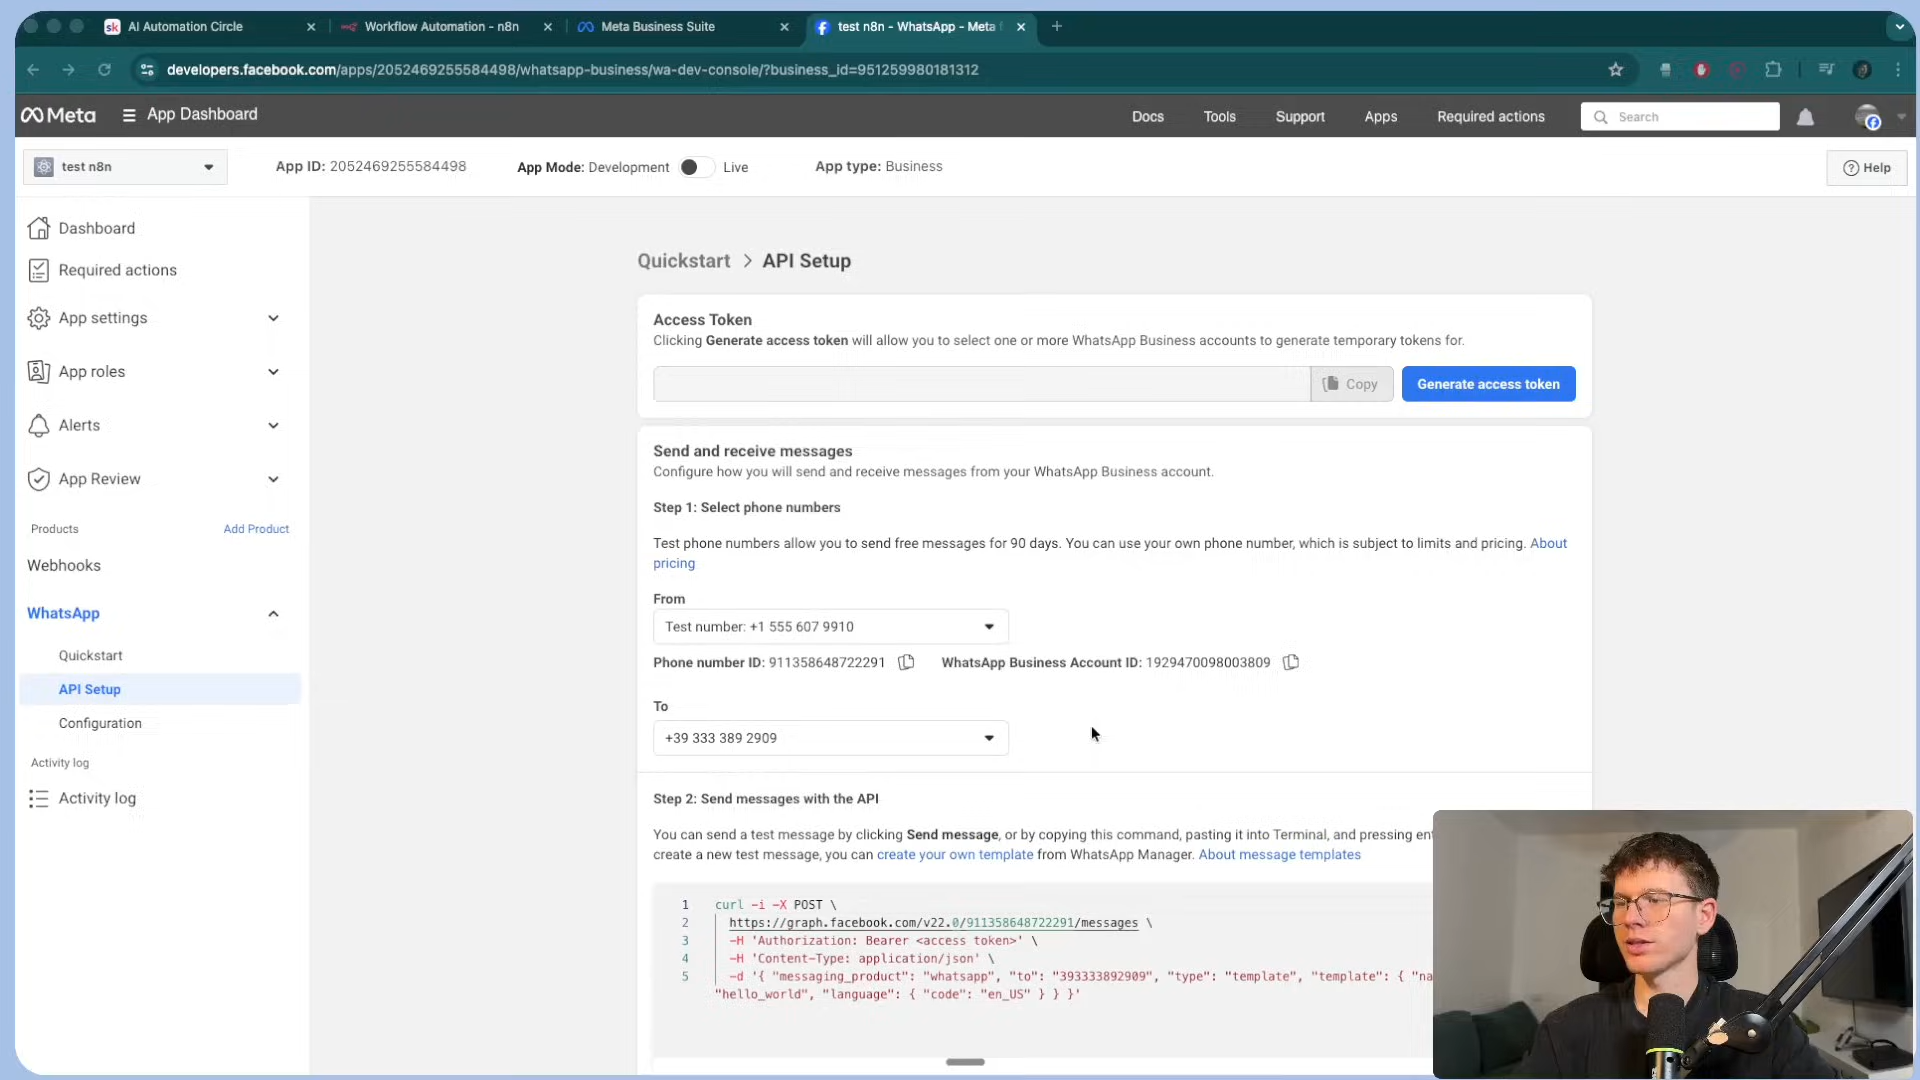 AI Automation Circle
Workflow Automation - n8n
Meta Business Suite
test n8n - WhatsApp - Meta
developers.facebook.com/apps/2052469255584498/whatsapp-business/wa-dev-console/?business_id=951259980181312
Meta
App Dashboard
Docs
Tools
Support
Apps
Required actions
Search
test n8n
App ID: 2052469255584498
App Mode: Development
Live
App type: Business
Help
Dashboard
Required actions
App settings
App roles
Alerts
App Review
Products
Add Product
Webhooks
WhatsApp
Quickstart
API Setup
Configuration
Activity log
Activity log
Quickstart > API Setup
Access Token
Clicking Generate access token will allow you to select one or more WhatsApp Business accounts to generate temporary tokens for.
Copy
Generate access token
Send and receive messages
Configure how you will send and receive messages from your WhatsApp Business account.
Step 1: Select phone numbers
Test phone numbers allow you to send free messages for 90 days. You can use your own phone number, which is subject to limits and pricing. About
pricing
From
Test number: +1 555 607 9910
Phone number ID: 911358648722291
WhatsApp Business Account ID: 1929470098003809
To
+39 333 389 2909
Step 2: Send messages with the API
You can send a test message by clicking Send message, or by copying this command, pasting it into Terminal, and pressing ent
create a new test message, you can create your own template from WhatsApp Manager. About message templates
1 curl -i -X POST \
2 https://graph.facebook.com/v22.0/911358648722291/messages \
3 -H 'Authorization: Bearer <access token>' \
4 -H 'Content-Type: application/json' \
5 -d '{ "messaging_product": "whatsapp", "to": "393333892909", "type": "template", "template": { "na
"hello_world", "language": { "code": "en_US" } } }'